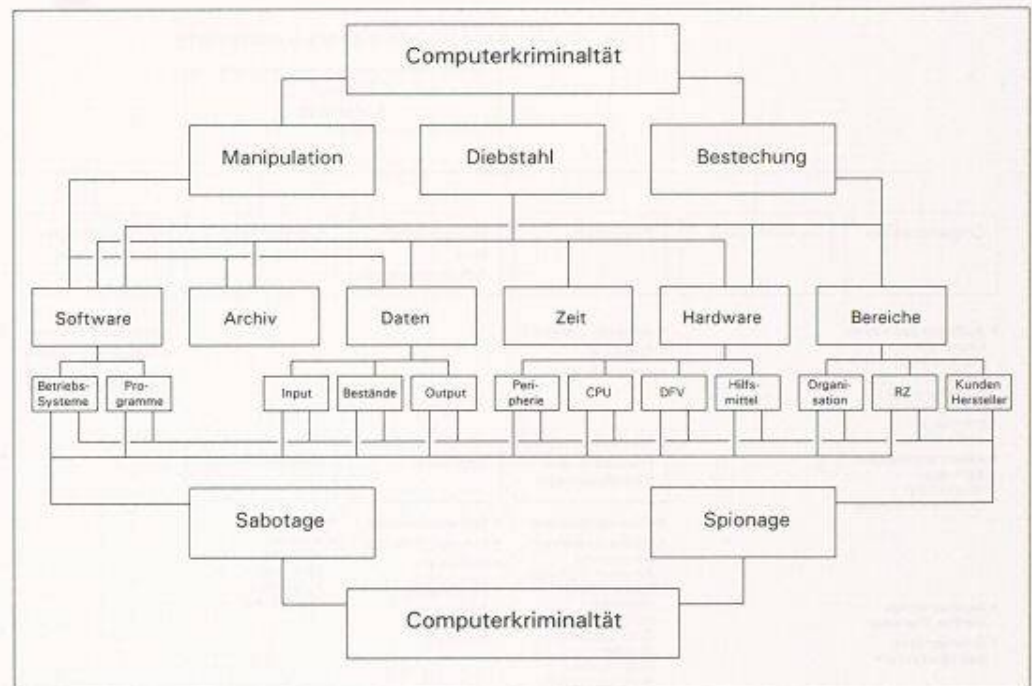 Computerkriminaltät
Manipulation
Diebstahl
Bestechung
Software
Archiv
Daten
Zeit
Hardware
Bereiche
Betriebs-
Systeme
Pro-
gramme
Input
Bestände
Output
Peri-
pherie
CPU
DFV
Hilfs-
mittel
Organi-
sation
RZ
Kunden
Hersteller
Sabotage
Spionage
Computerkriminaltät